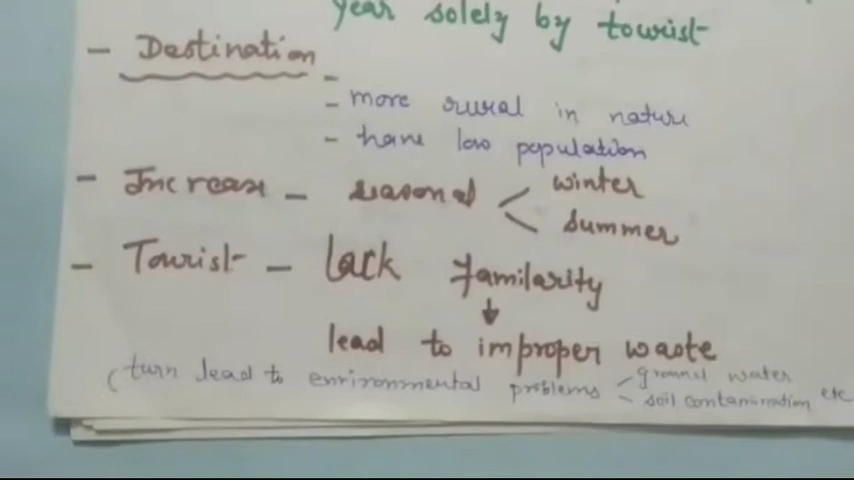 year solely by tourist
- Destination -
- more rural in nature
- have low population
- Increase - seasonal < winter
summer
- Tourist - lack familarity
↓
lead to improper waste
(turn lead to environmental problems - ground water
- soil contamination etc